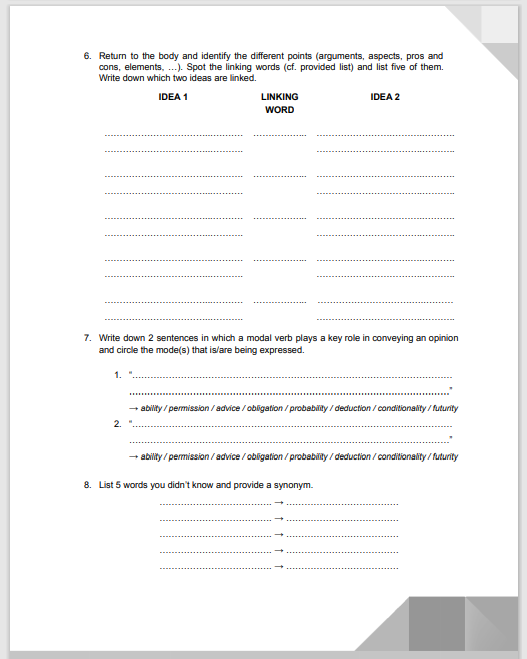 6. Return to the body and identify the different points (arguments, aspects, pros and
cons, elements, ...). Spot the linking words (cf. provided list) and list five of them.
Write down which two ideas are linked.
IDEA 1 LINKING IDEA 2
WORD
7. Write down 2 sentences in which a modal verb plays a key role in conveying an opinion
and circle the mode(s) that is/are being expressed.
1. "..........................................................................
.........................................................................."
→ ability / permission / advice / obligation / probability / deduction / conditionality / futurity
2. "..........................................................................
.........................................................................."
→ ability / permission / advice / obligation / probability / deduction / conditionality / futurity
8. List 5 words you didn't know and provide a synonym.
.................................. → ..................................
.................................. → ..................................
.................................. → ..................................
.................................. → ..................................
.................................. → ..................................